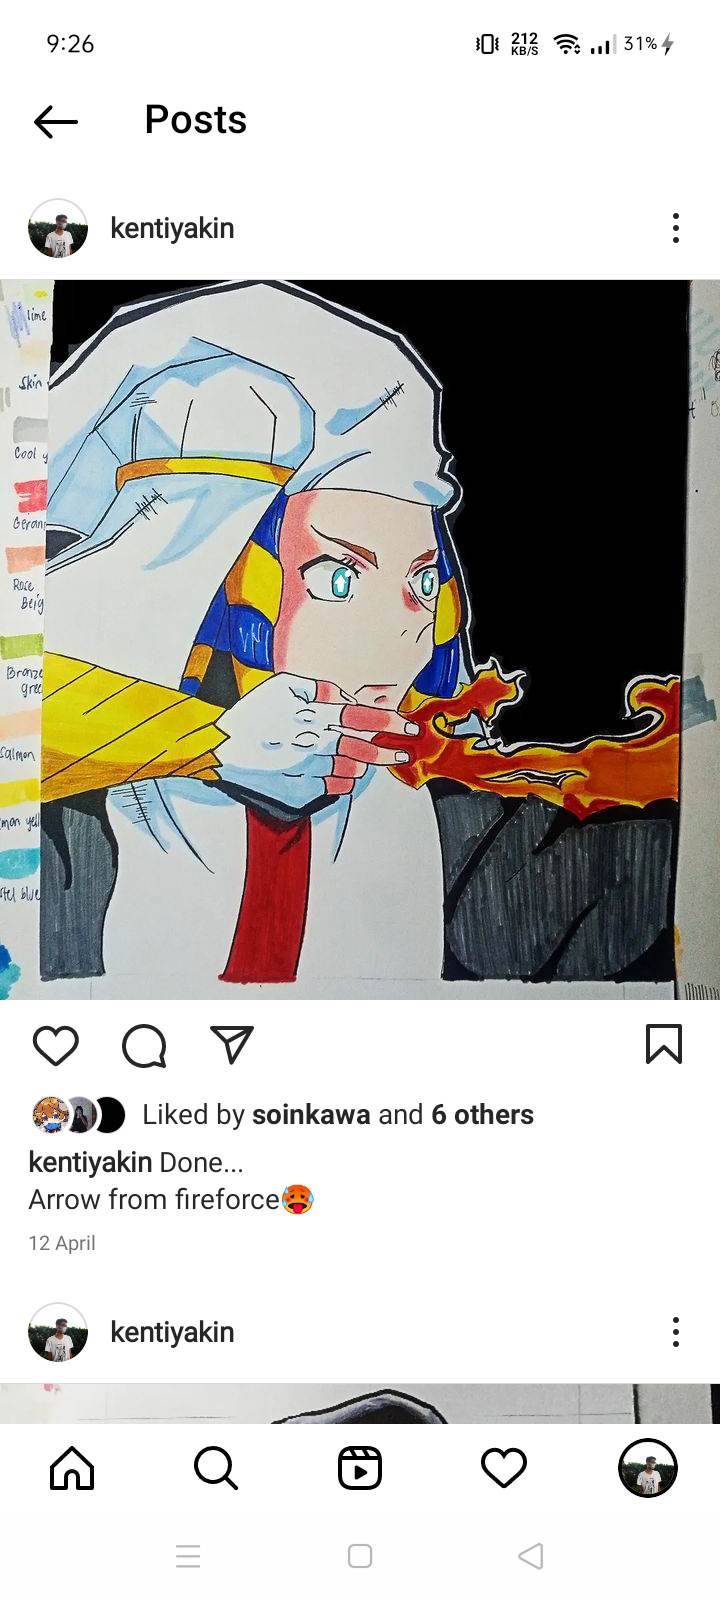 9:26
212
KB/S
31%
Posts
kentiyakin
lime
Skin
Cool
Rose
Bronze
Salmon
Liked by soinkawa and 6 others
kentiyakin Done...
Arrow from fireforce🥵
12 April
kentiyakin